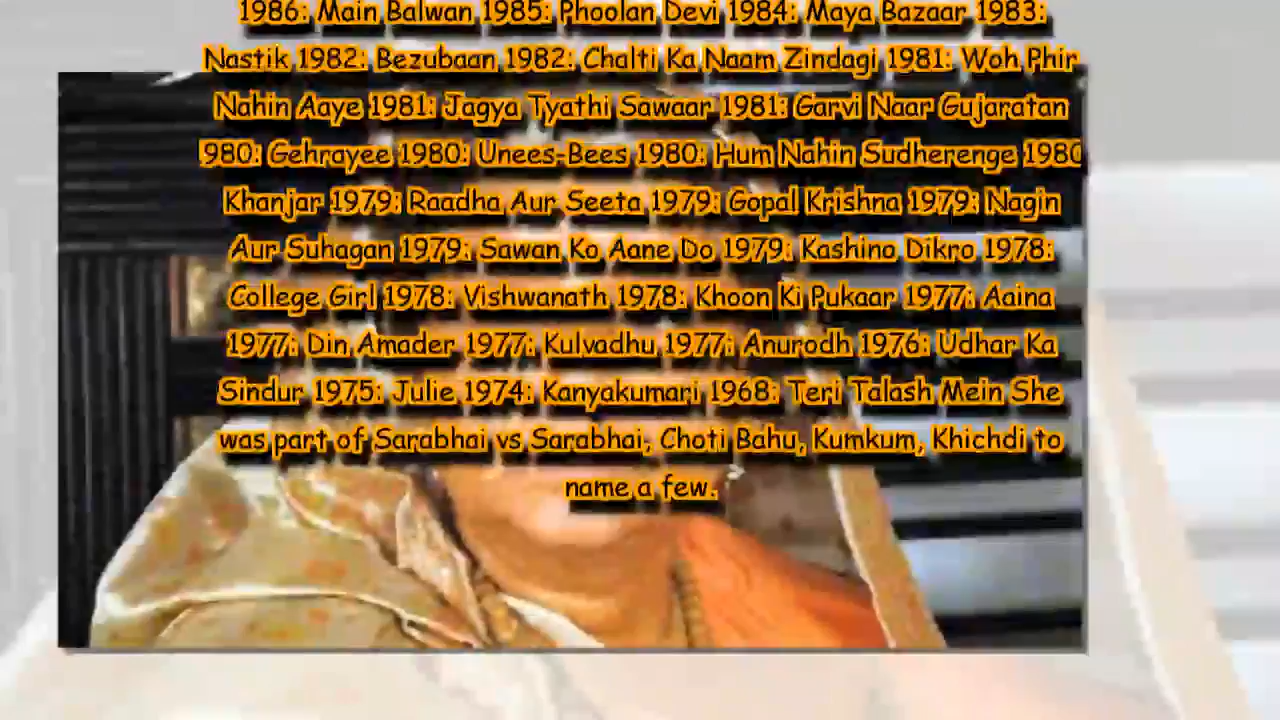 1986: Main Balwan 1985: Phoolan Devi 1984: Maya Bazaar 1983:
Nastik 1982: Bezubaan 1982: Chalti Ka Naam Zindagi 1981: Woh Phir
Nahin Aaye 1981: Jagya Tyathi Sawaar 1981: Garvi Naar Gujaratan
980: Gehrayee 1980: Unees-Bees 1980: Hum Nahin Sudherenge 1980
Khanjar 1979: Raadha Aur Seeta 1979: Gopal Krishna 1979: Nagin
Aur Suhagan 1979: Sawan Ko Aane Do 1979: Kashino Dikro 1978:
College Girl 1978: Vishwanath 1978: Khoon Ki Pukaar 1977: Aaina
1977: Din Amader 1977: Kulvadhu 1977: Anurodh 1976: Udhar Ka
Sindur 1975: Julie 1974: Kanyakumari 1968: Teri Talash Mein She
was part of Sarabhai vs Sarabhai, Choti Bahu, Kumkum, Khichdi to
name a few.